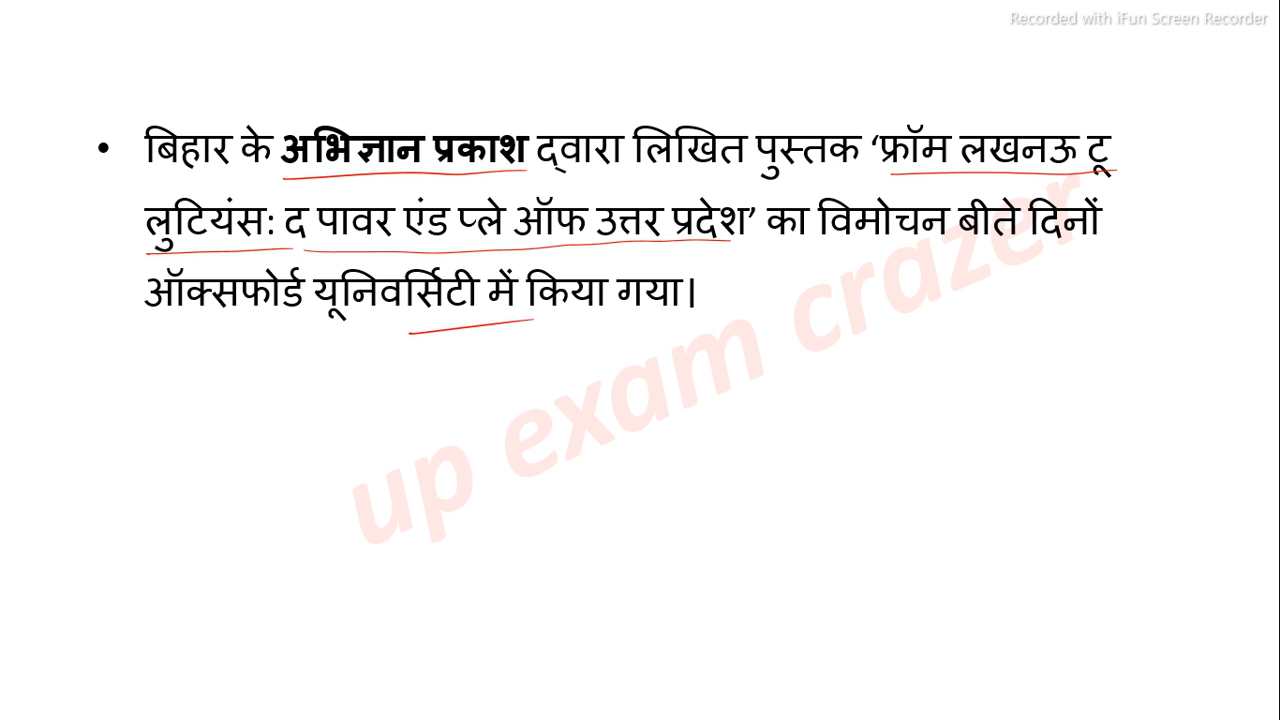 Recorded with iFun Screen Recorder
• बिहार के अभिज्ञान प्रकाश द्वारा लिखित पुस्तक ‘फ्रॉम लखनऊ टू
लुटियंस: द पावर एंड प्ले ऑफ उत्तर प्रदेश’ का विमोचन बीते दिनों
ऑक्सफोर्ड यूनिवर्सिटी में किया गया।
up exam crazer